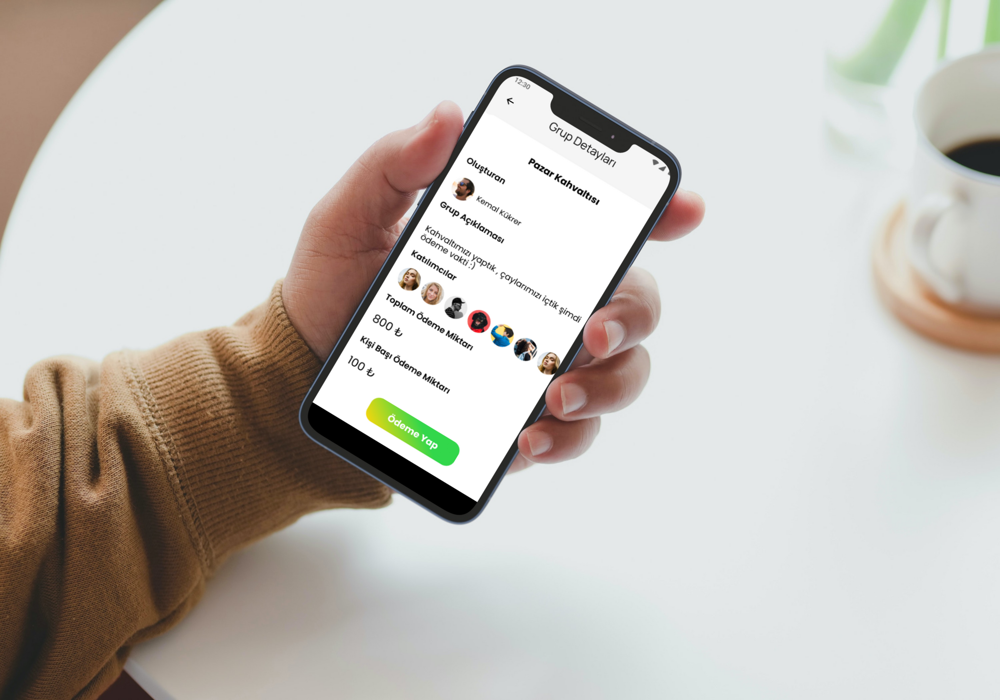 12:30
Grup Detayları
Pazar Kahvaltısı
Oluşturan
Kemal Kükrer
Grup Açıklaması
Kahvaltımızı yaptık , çaylarımızı içtik şimdi
ödeme vakti :)
Katılımcılar
Toplam Ödeme Miktarı
800 ₺
Kişi Başı Ödeme Miktarı
100 ₺
Ödeme Yap